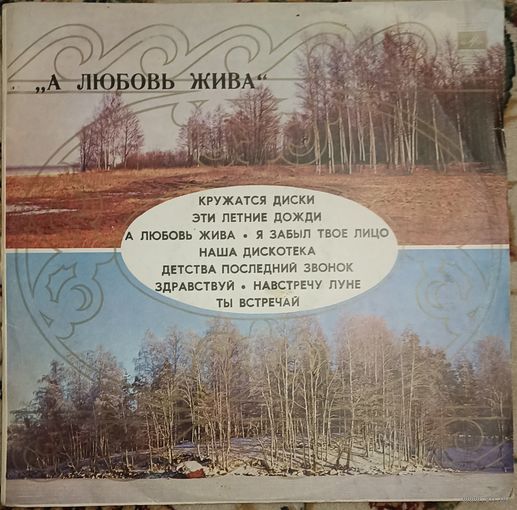 „А ЛЮБОВЬ ЖИВА“
КРУЖАТСЯ ДИСКИ
ЭТИ ЛЕТНИЕ ДОЖДИ
А ЛЮБОВЬ ЖИВА • Я ЗАБЫЛ ТВОЕ ЛИЦО
НАША ДИСКОТЕКА
ДЕТСТВА ПОСЛЕДНИЙ ЗВОНОК
ЗДРАВСТВУЙ • НАВСТРЕЧУ ЛУНЕ
ТЫ ВСТРЕЧАЙ